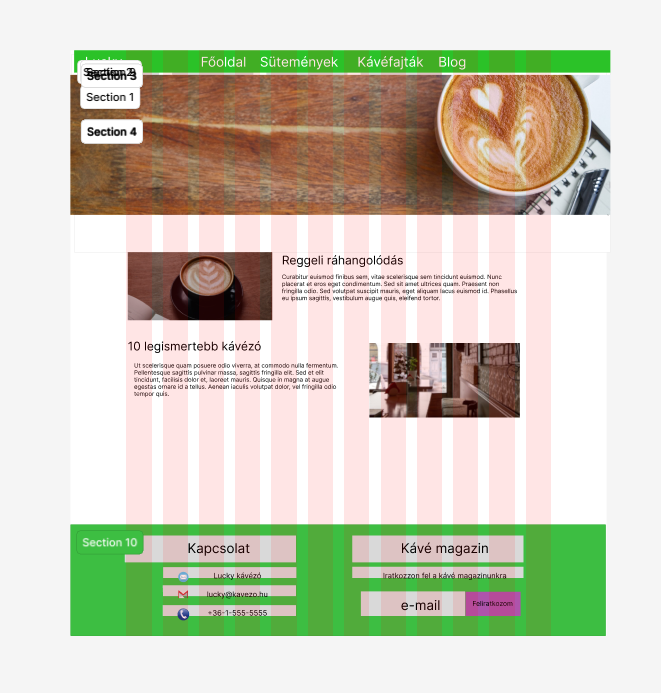 Főoldal Sütemények Kávéfajták Blog
Section 3
Section 1
Section 4
Reggeli ráhangolódás
Curabitur euismod finibus sem, vitae scelerisque sem tincidunt euismod. Nunc
placerat et eros eget condimentum. Sed sit amet ultrices quam. Praesent non
fringilla odio. Sed volutpat suscipit mauris, eget aliquam lacus euismod id. Phasellus
eu ipsum sagittis, vestibulum augue quis, eleifend tortor.
10 legismertebb kávézó
Ut scelerisque quam posuere odio viverra, at commodo nulla fermentum.
Pellentesque sagittis pulvinar massa, sagittis fringilla elit. Sed et elit
tincidunt, facilisis dolor et, laoreet mauris. Quisque in magna at augue
egestas ornare id a tellus. Aenean iaculis volutpat dolor, vel fringilla odio
tempor quis.
Section 10
Kapcsolat
Lucky kávézó
lucky@kavezo.hu
+36-1-555-5555
Kávé magazin
Iratkozzon fel a kávé magazinunkra
e-mail
Feliratkozom